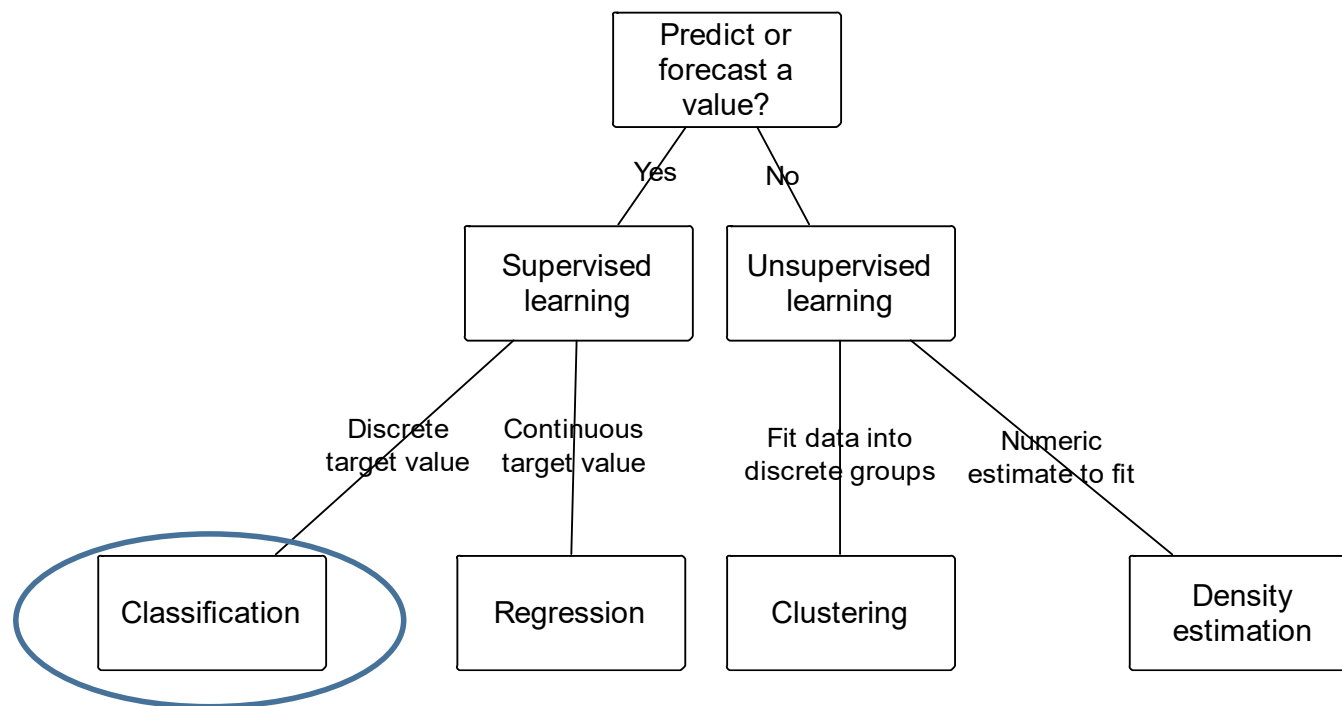 Predict or
forecast a
value?
Yes
No
Supervised
learning
Unsupervised
learning
Discrete
target value
Continuous
target value
Fit data into
discrete groups
Numeric
estimate to fit
Classification
Regression
Clustering
Density
estimation